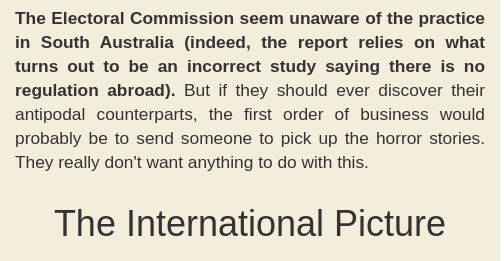 The Electoral Commission seem unaware of the practice
in South Australia (indeed, the report relies on what
turns out to be an incorrect study saying there is no
regulation abroad). But if they should ever discover their
antipodal counterparts, the first order of business would
probably be to send someone to pick up the horror stories.
They really don't want anything to do with this.
The International Picture